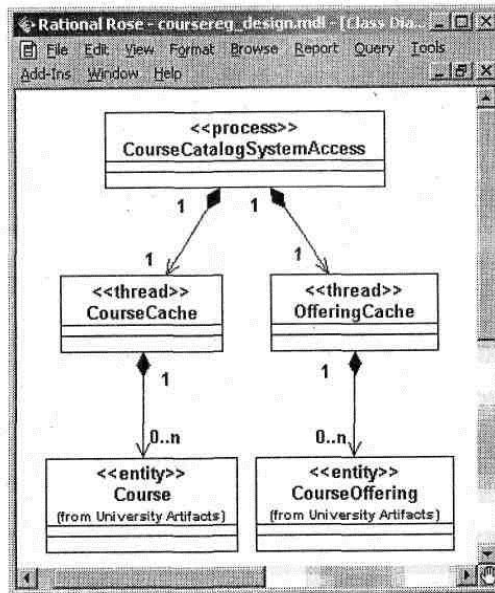 Rational Rose - coursereg_design.mdl - [Class Dia...
File Edit View Format Browse Report Query Tools
Add-Ins Window Help
<<process>>
CourseCatalogSystemAccess
1 1
1 1
<<thread>> <<thread>>
CourseCache OfferingCache
1 1
0..n 0..n
<<entity>> <<entity>>
Course CourseOffering
(from University Artifacts) (from University Artifacts)